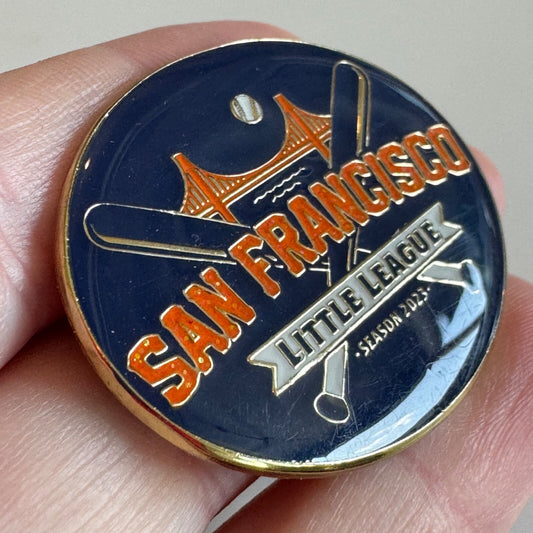 SAN FRANCISCO
LITTLE LEAGUE
·SEASON 2023·